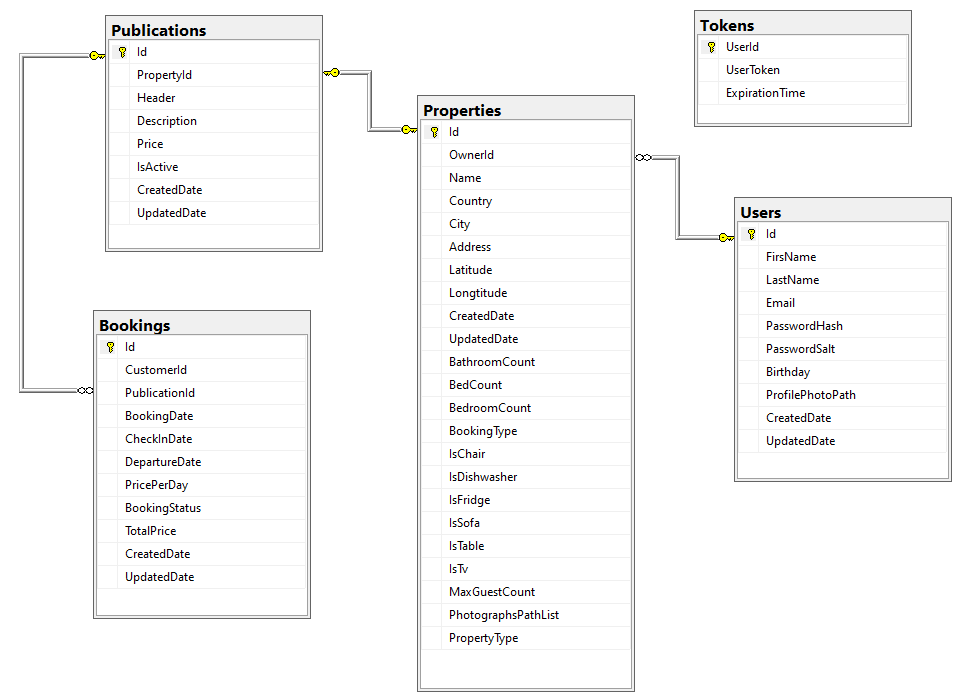 Publications
Id
PropertyId
Header
Description
Price
IsActive
CreatedDate
UpdatedDate
Tokens
UserId
UserToken
ExpirationTime
Properties
Id
OwnerId
Name
Country
City
Address
Latitude
Longtitude
CreatedDate
UpdatedDate
BathroomCount
BedCount
BedroomCount
BookingType
IsChair
IsDishwasher
IsFridge
IsSofa
IsTable
IsTv
MaxGuestCount
PhotographsPathList
PropertyType
Users
Id
FirsName
LastName
Email
PasswordHash
PasswordSalt
Birthday
ProfilePhotoPath
CreatedDate
UpdatedDate
Bookings
Id
CustomerId
PublicationId
BookingDate
CheckInDate
DepartureDate
PricePerDay
BookingStatus
TotalPrice
CreatedDate
UpdatedDate